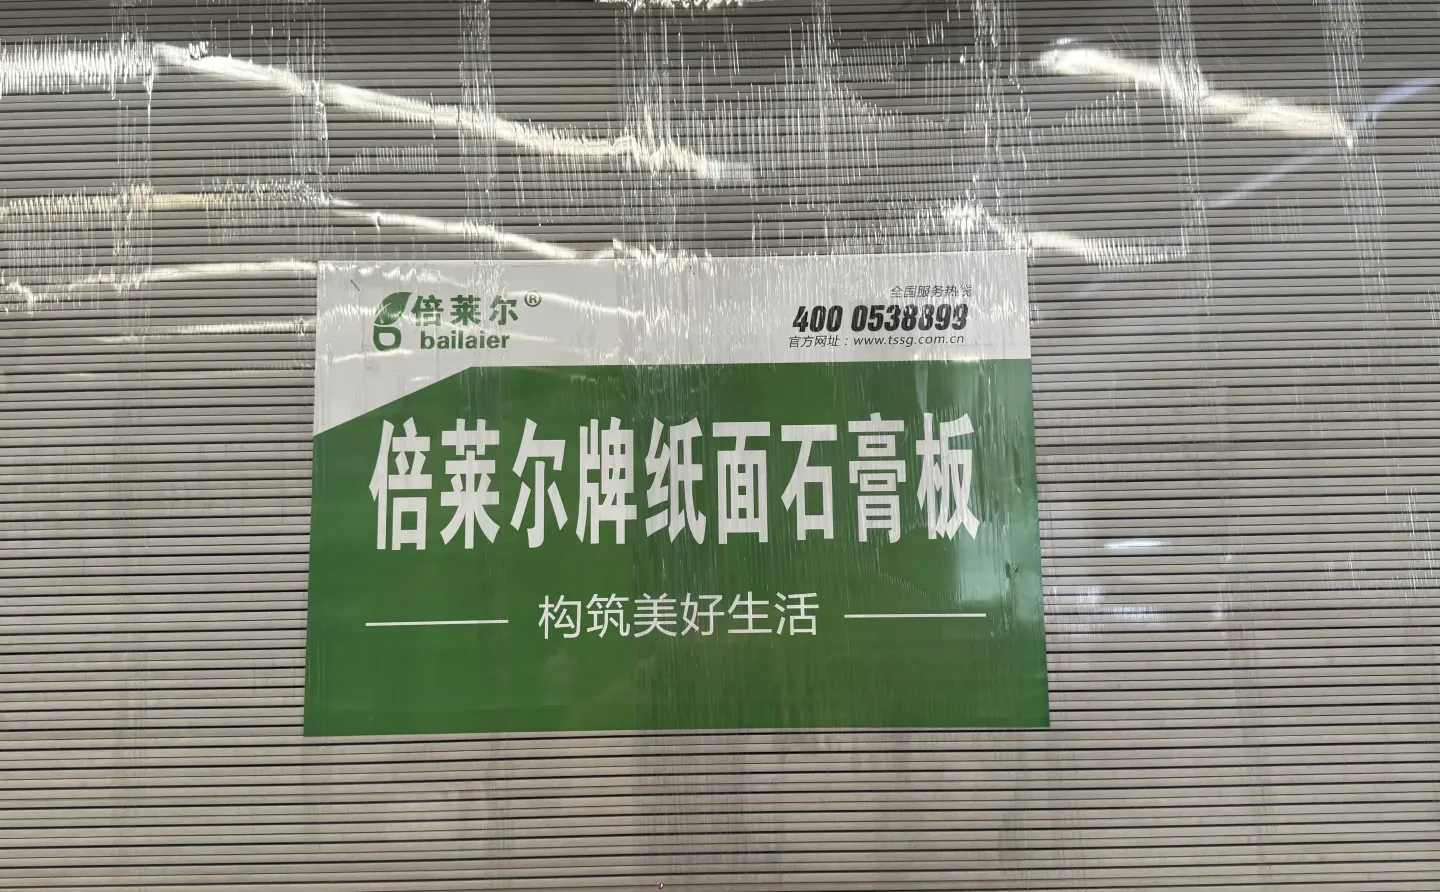 倍莱尔®
bailaier
全国服务热线
400 0538899
官方网址：www.tssg.com.cn
倍莱尔牌纸面石膏板
构筑美好生活